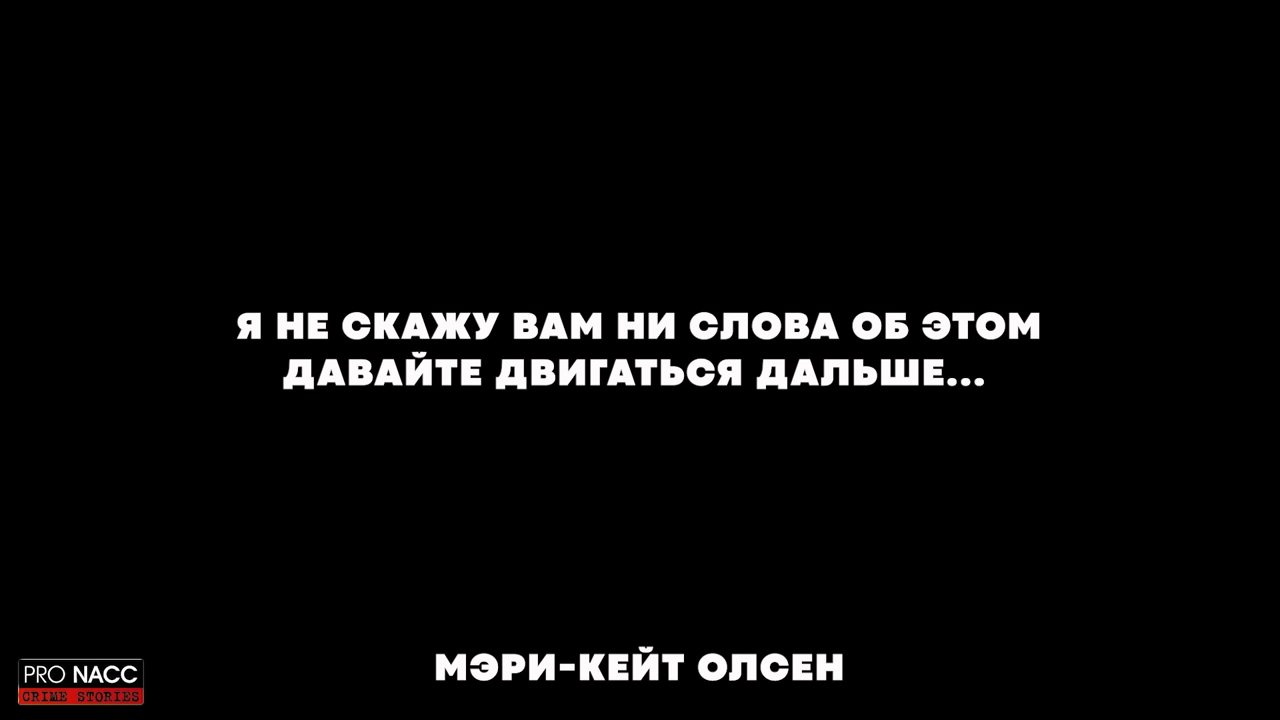 Я НЕ СКАЖУ ВАМ НИ СЛОВА ОБ ЭТОМ
ДАВАЙТЕ ДВИГАТЬСЯ ДАЛЬШЕ...
МЭРИ-КЕЙТ ОЛСЕН
PRO NACC
CRIME STORIES